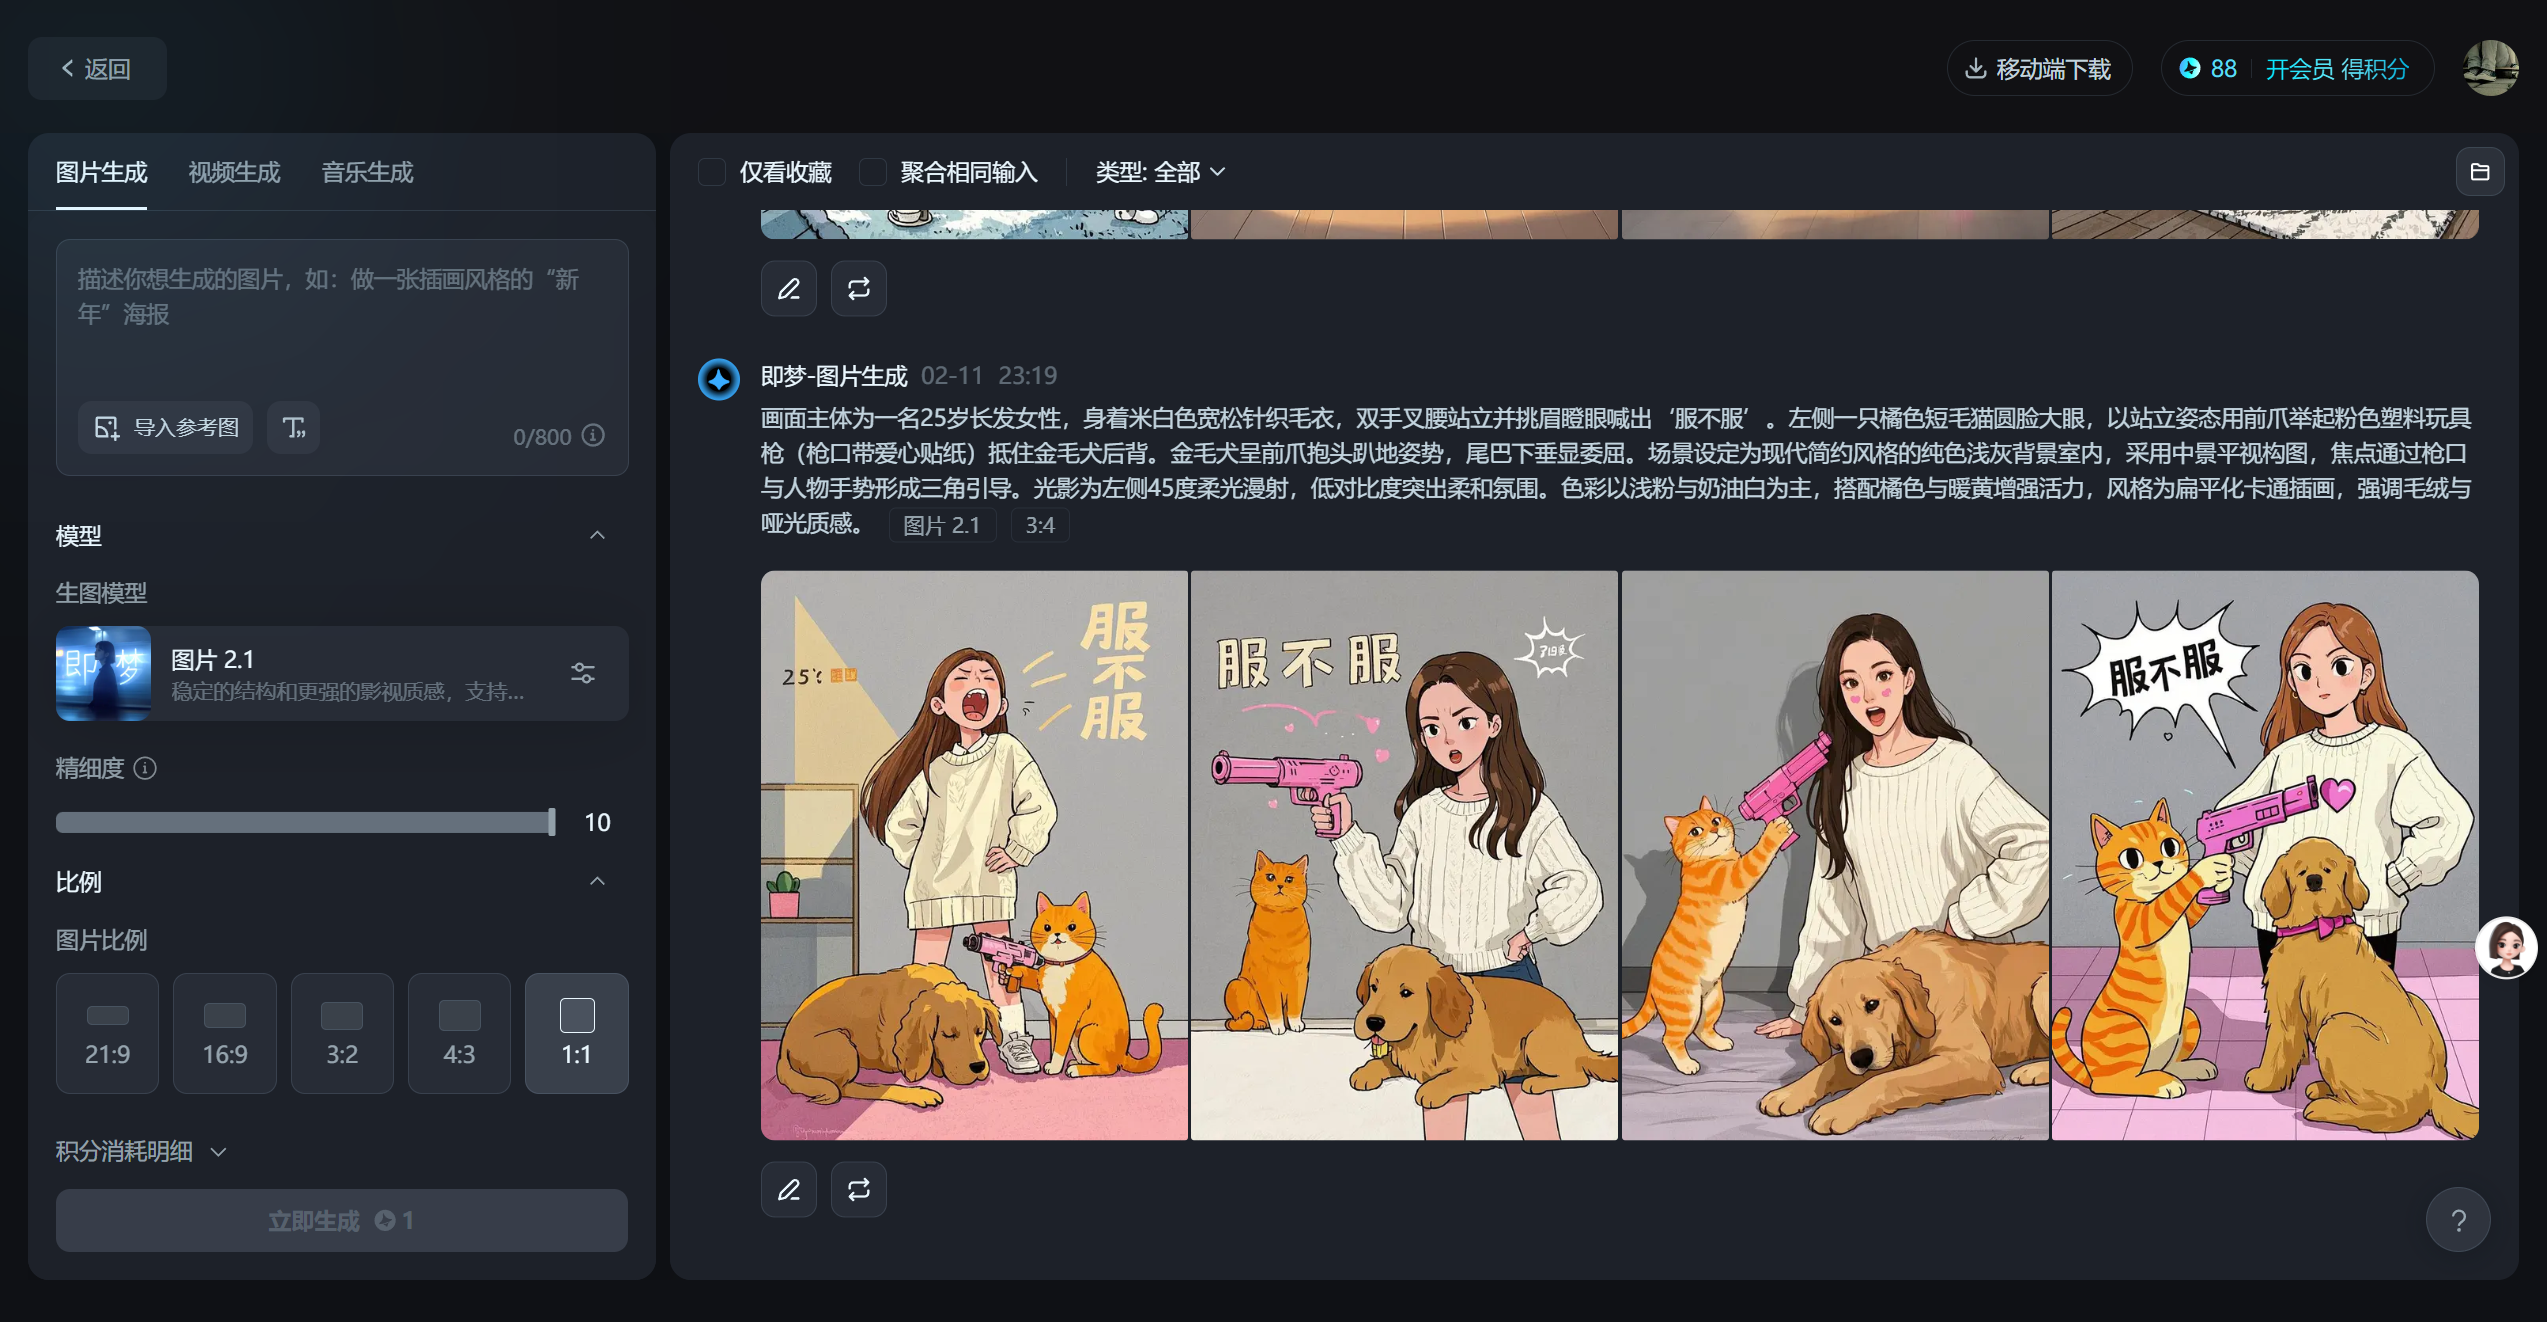 返回
移动端下载
88
开会员 得积分
图片生成
视频生成
音乐生成
描述你想生成的图片，如：做一张插画风格的“新
年”海报
导入参考图
0/800
模型
生图模型
即梦
图片 2.1
稳定的结构和更强的影视质感，支持...
精细度
10
比例
图片比例
21:9
16:9
3:2
4:3
1:1
积分消耗明细
立即生成 1
仅看收藏
聚合相同输入
类型: 全部
即梦-图片生成 02-11 23:19
画面主体为一名25岁长发女性，身着米白色宽松针织毛衣，双手叉腰站立并挑眉瞪眼喊出‘服不服’。左侧一只橘色短毛猫圆脸大眼，以站立姿态用前爪举起粉色塑料玩具
枪（枪口带爱心贴纸）抵住金毛犬后背。金毛犬呈前爪抱头趴地姿势，尾巴下垂显委屈。场景设定为现代简约风格的纯色浅灰背景室内，采用中景平视构图，焦点通过枪口
与人物手势形成三角引导。光影为左侧45度柔光漫射，低对比度突出柔和氛围。色彩以浅粉与奶油白为主，搭配橘色与暖黄增强活力，风格为扁平化卡通插画，强调毛绒与
哑光质感。 图片 2.1 3:4
服不服
服不服
服不服
?